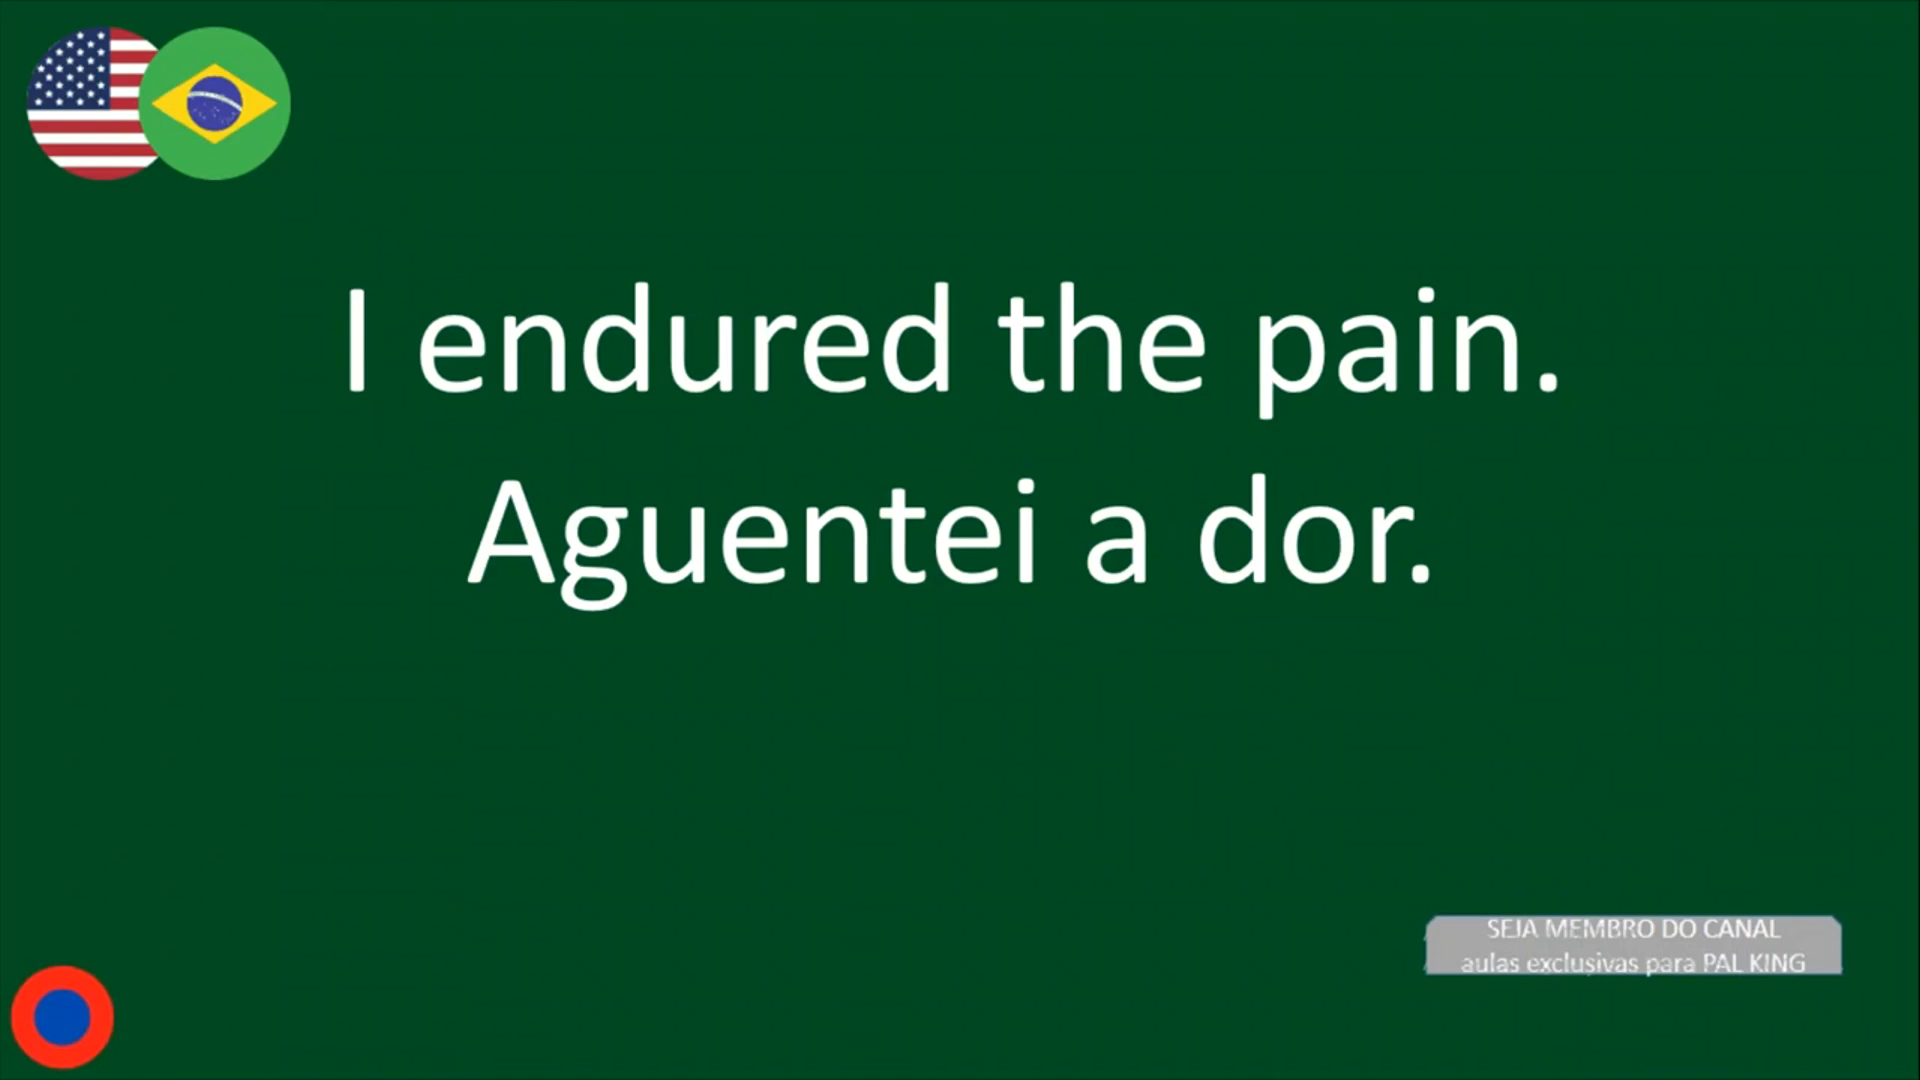 I endured the pain.
Aguentei a dor.
SEJA MEMBRO DO CANAL
aulas exclusivas para PAL KING